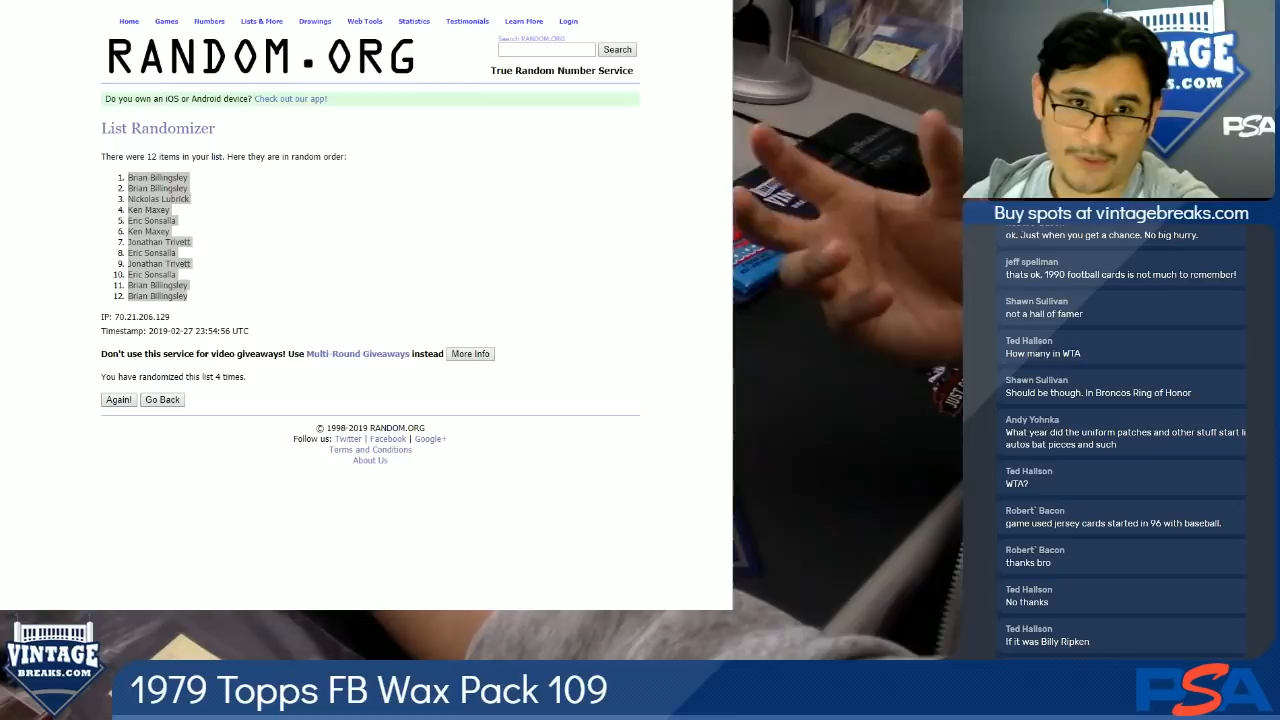 Home Games Numbers Lists & More Drawings Web Tools Statistics Testimonials Learn More Login
RANDOM.ORG
Search RANDOM.ORG
Search
True Random Number Service
Do you own an iOS or Android device? Check out our app!
List Randomizer
There were 12 items in your list. Here they are in random order:
1. Brian Billingsley
2. Brian Billingsley
3. Nickolas Lubrick
4. Ken Maxey
5. Eric Sonsalla
6. Ken Maxey
7. Jonathan Trivett
8. Eric Sonsalla
9. Jonathan Trivett
10. Eric Sonsalla
11. Brian Billingsley
12. Brian Billingsley
IP: 70.21.206.129
Timestamp: 2019-02-27 23:54:56 UTC
Don't use this service for video giveaways! Use Multi-Round Giveaways instead More Info
You have randomized this list 4 times.
Again! Go Back
© 1998-2019 RANDOM.ORG
Follow us: Twitter | Facebook | Google+
Terms and Conditions
About Us
VINTAGE
S.COM
PSA
Buy spots at vintagebreaks.com
ok. Just when you get a chance. No big hurry.
jeff spellman
thats ok, 1990 football cards is not much to remember!
Shawn Sullivan
not a hall of famer
Ted Hallson
How many in WTA
Shawn Sullivan
Should be though. In Broncos Ring of Honor
Andy Yohnka
What year did the uniform patches and other stuff start li
autos bat pieces and such
Ted Hallson
WTA?
Robert` Bacon
game used jersey cards started in 96 with baseball.
Robert` Bacon
thanks bro
Ted Hallson
No thanks
Ted Hallson
If it was Billy Ripken
VINTAGE
BREAKS.COM
1979 Topps FB Wax Pack 109
PSA